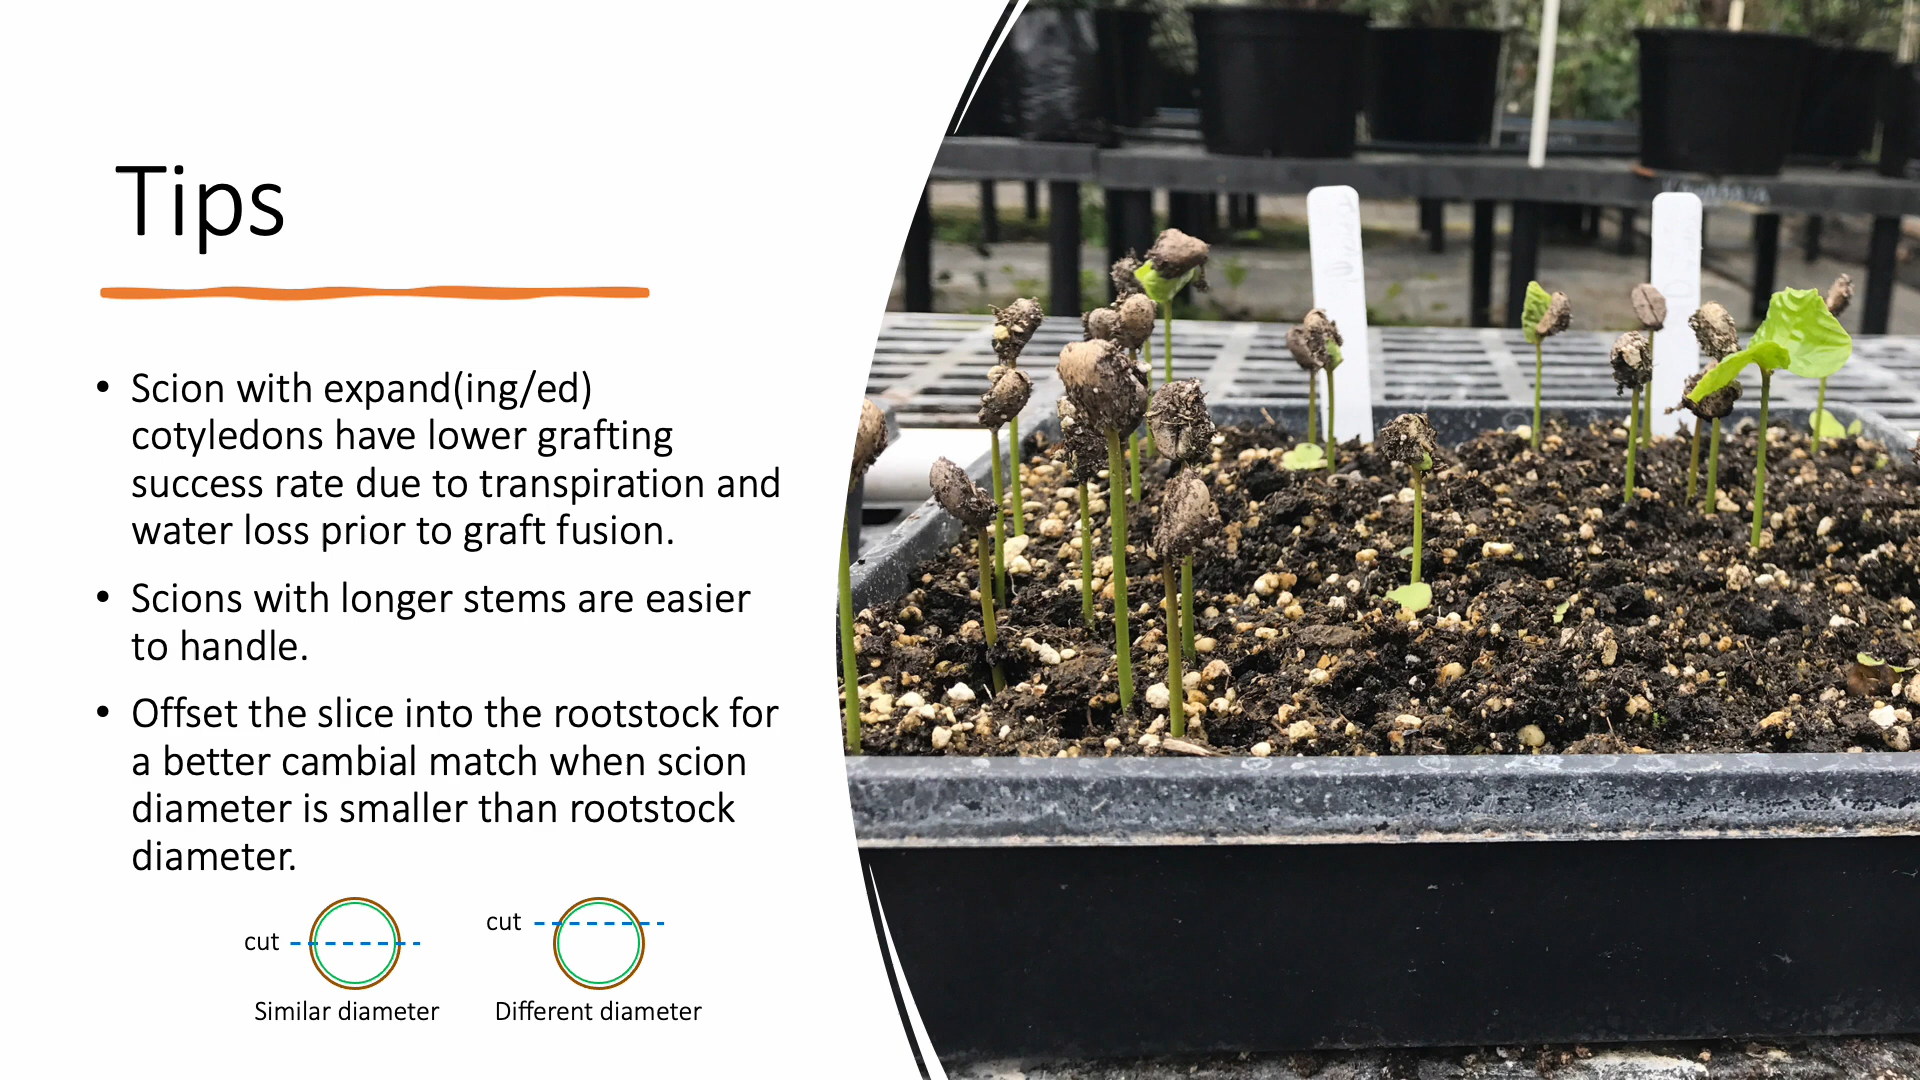 Tips
• Scion with expand(ing/ed)
cotyledons have lower grafting
success rate due to transpiration and
water loss prior to graft fusion.
• Scions with longer stems are easier
to handle.
• Offset the slice into the rootstock for
a better cambial match when scion
diameter is smaller than rootstock
diameter.
cut
cut
Similar diameter
Different diameter